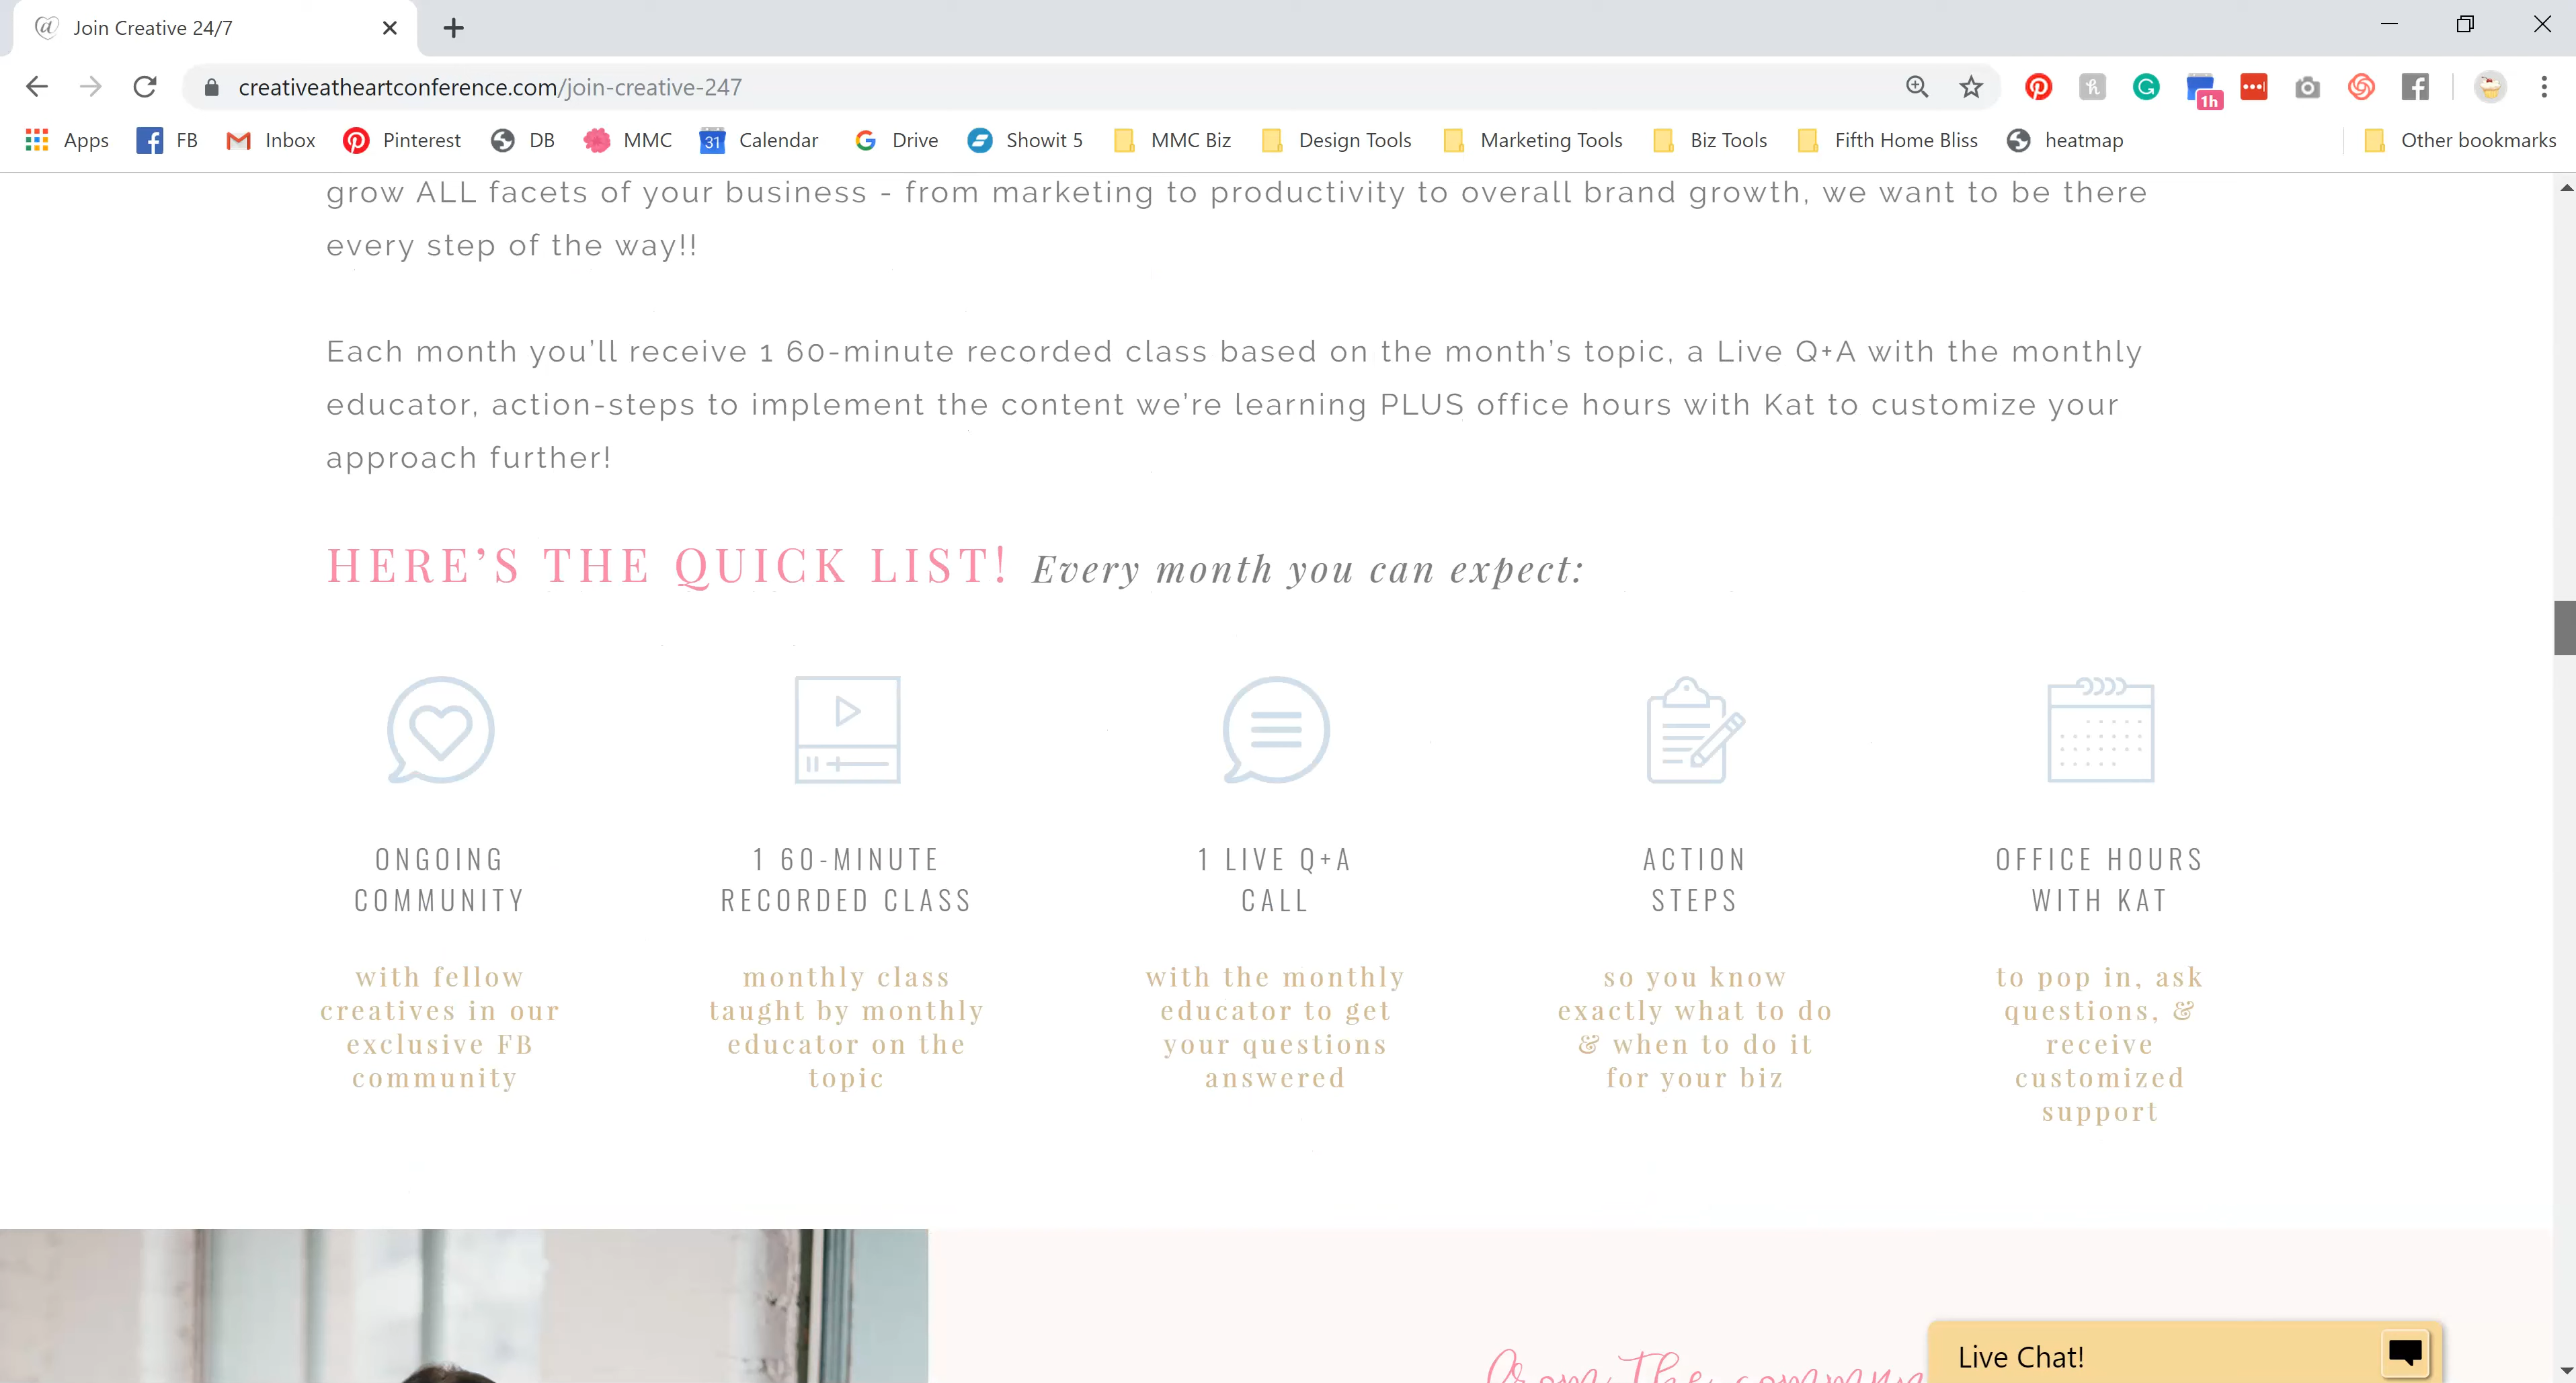 Join Creative 24/7
creativeatheartconference.com/join-creative-247
1h
Apps FB Inbox Pinterest DB MMC 31 Calendar Drive Showit 5 MMC Biz Design Tools Marketing Tools Biz Tools Fifth Home Bliss heatmap Other bookmarks
grow ALL facets of your business - from marketing to productivity to overall brand growth, we want to be there
every step of the way!!
Each month you'll receive 1 60-minute recorded class based on the month's topic, a Live Q+A with the monthly
educator, action-steps to implement the content we're learning PLUS office hours with Kat to customize your
approach further!
HERE'S THE QUICK LIST! Every month you can expect:
ONGOING
COMMUNITY
with fellow
creatives in our
exclusive FB
community
1 60-MINUTE
RECORDED CLASS
monthly class
taught by monthly
educator on the
topic
1 LIVE Q+A
CALL
with the monthly
educator to get
your questions
answered
ACTION
STEPS
so you know
exactly what to do
& when to do it
for your biz
OFFICE HOURS
WITH KAT
to pop in, ask
questions, &
receive
customized
support
From The
Live Chat!